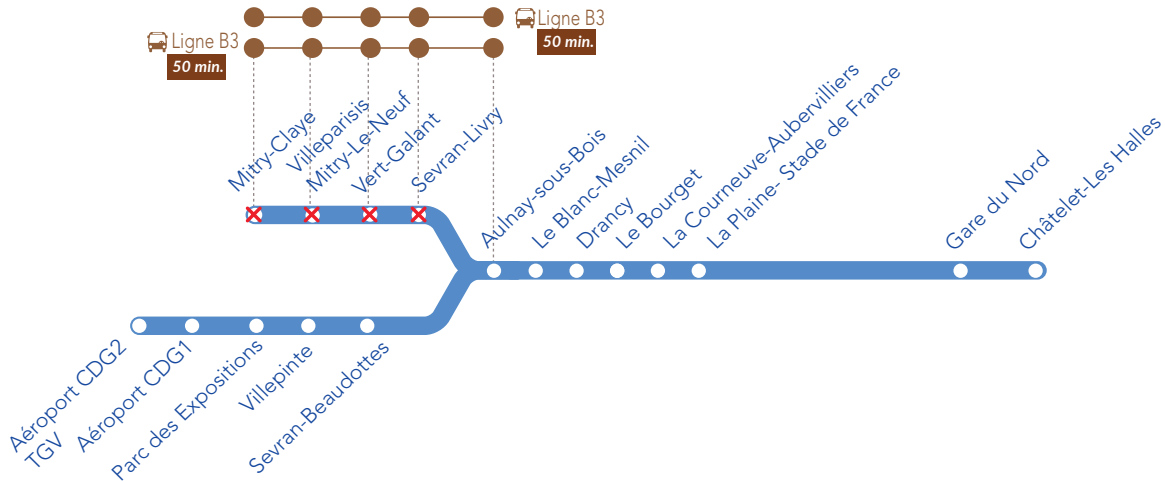 Ligne B3
50 min.
Ligne B3
50 min.
Mitry-Claye
Villeparisis
Mitry-Le-Neuf
Vert-Galant
Sevran-Livry
Aulnay-sous-Bois
Le Blanc-Mesnil
Drancy
Le Bourget
La Courneuve-Aubervilliers
La Plaine- Stade de France
Gare du Nord
Châtelet-Les Halles
Aéroport CDG2
TGV
Aéroport CDG1
Parc des Expositions
Villepinte
Sevran-Beaudottes